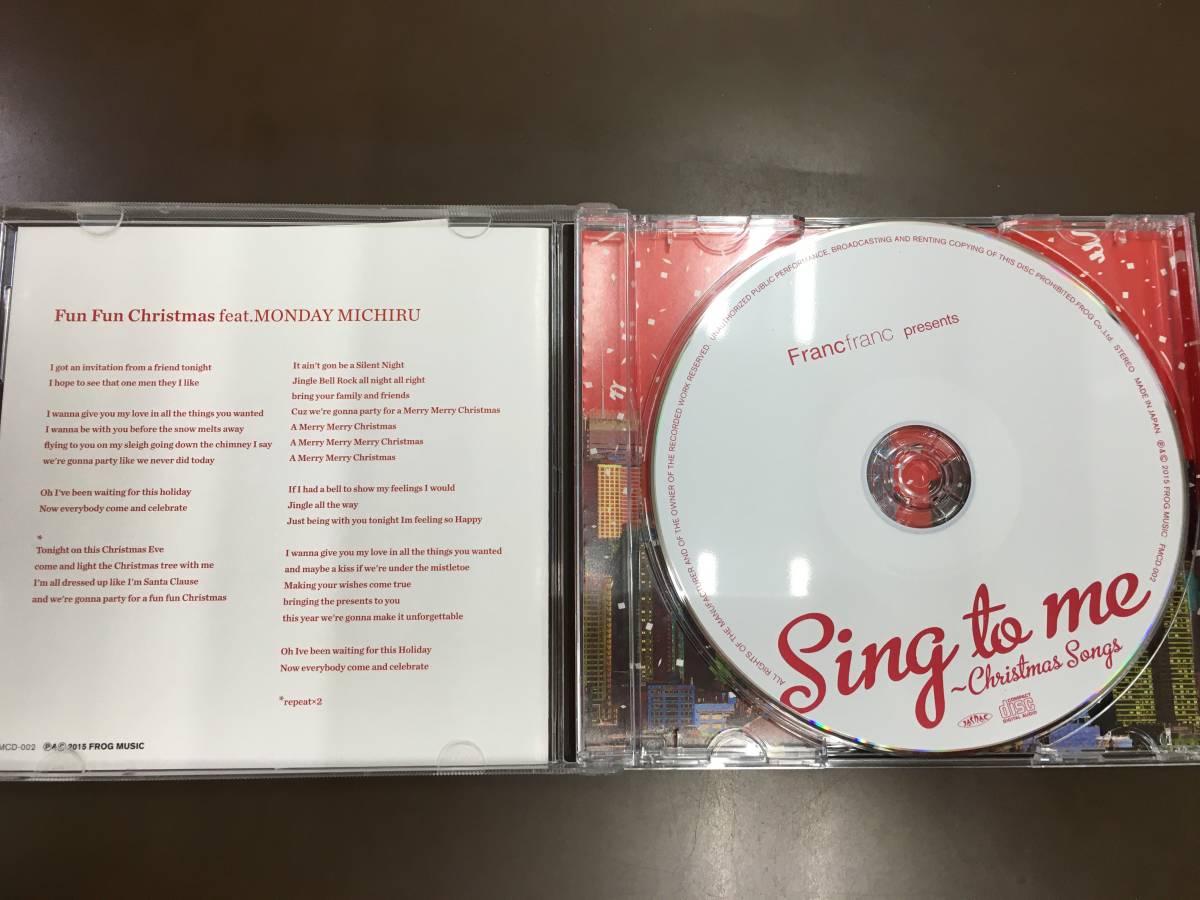 Fun Fun Christmas feat.MONDAY MICHIRU
I got an invitation from a friend tonight
I hope to see that one men they I like
I wanna give you my love in all the things you wanted
I wanna be with you before the snow melts away
flying to you on my sleigh going down the chimney I say
we're gonna party like we never did today
Oh I've been waiting for this holiday
Now everybody come and celebrate
*
Tonight on this Christmas Eve
come and light the Christmas tree with me
I'm all dressed up like I'm Santa Clause
and we're gonna party for a fun fun Christmas
It ain't gon be a Silent Night
Jingle Bell Rock all night all right
bring your family and friends
Cuz we're gonna party for a Merry Merry Christmas
A Merry Merry Christmas
A Merry Merry Merry Christmas
A Merry Merry Christmas
If I had a bell to show my feelings I would
Jingle all the way
Just being with you tonight Im feeling so Happy
I wanna give you my love in all the things you wanted
and maybe a kiss if we're under the mistletoe
Making your wishes come true
bringing the presents to you
this year we're gonna make it unforgettable
Oh Ive been waiting for this Holiday
Now everybody come and celebrate
*repeat×2
MCD-002 ℗&© 2015 FROG MUSIC
Francfranc presents
Sing to me
~Christmas Songs
JASRAC
COMPACT
disc
DIGITAL AUDIO
ALL RIGHTS OF THE MANUFACTURER AND OF THE OWNER OF THE RECORDED WORK RESERVED. UNAUTHORIZED PUBLIC PERFORMANCE, BROADCASTING AND RENTING COPYING OF THIS DISC PROHIBITED.FROG Co.,Ltd. STEREO MADE IN JAPAN ℗&© 2015 FROG MUSIC FMCD-002